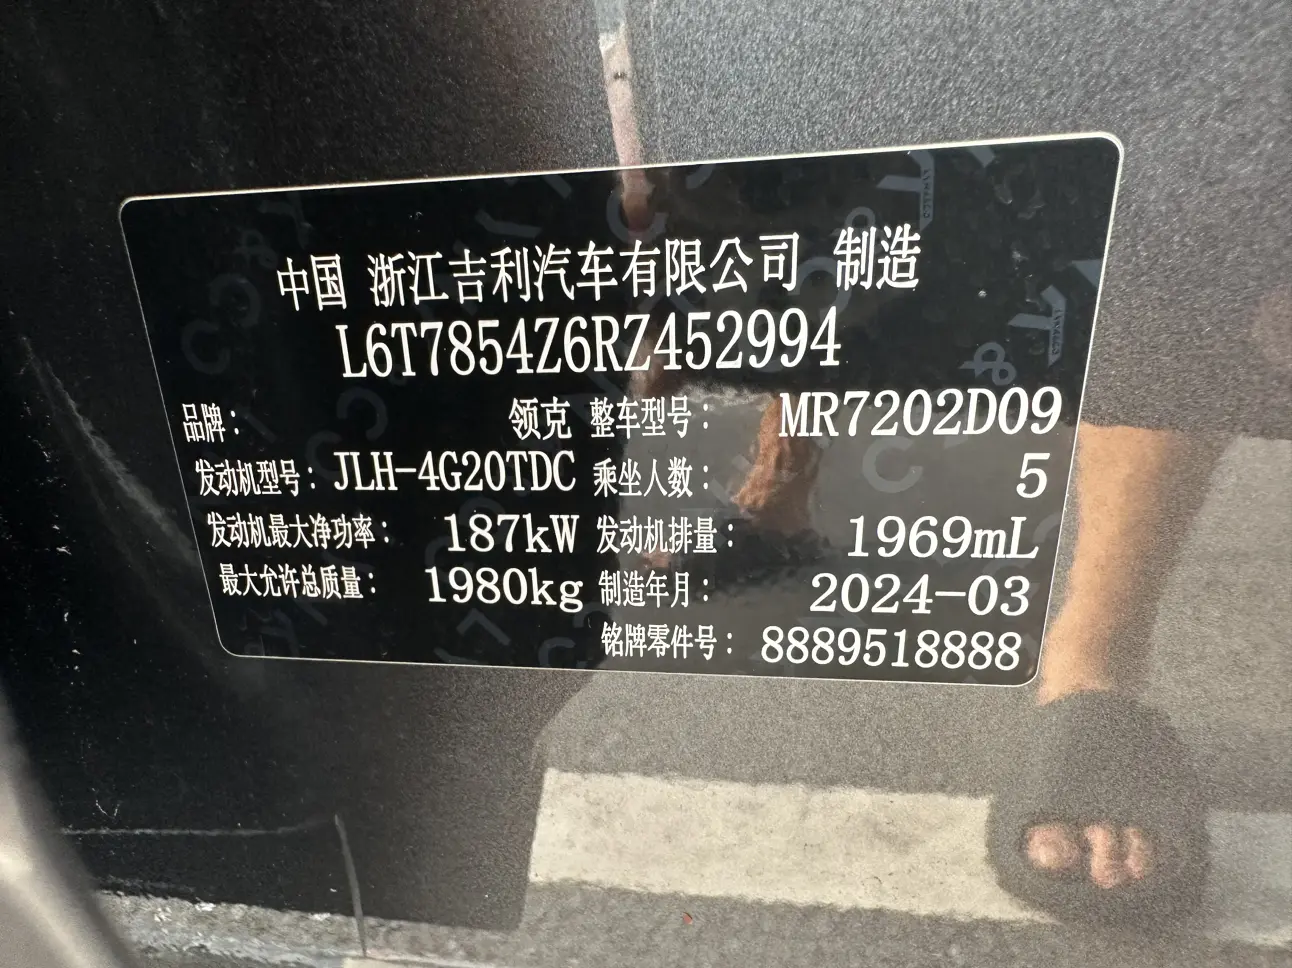 中国 浙江吉利汽车有限公司 制造
L6T7854Z6RZ452994
品牌： 领克 整车型号： MR7202D09
发动机型号： JLH-4G20TDC 乘坐人数： 5
发动机最大净功率： 187kW 发动机排量： 1969mL
最大允许总质量： 1980kg 制造年月： 2024-03
铭牌零件号： 8889518888